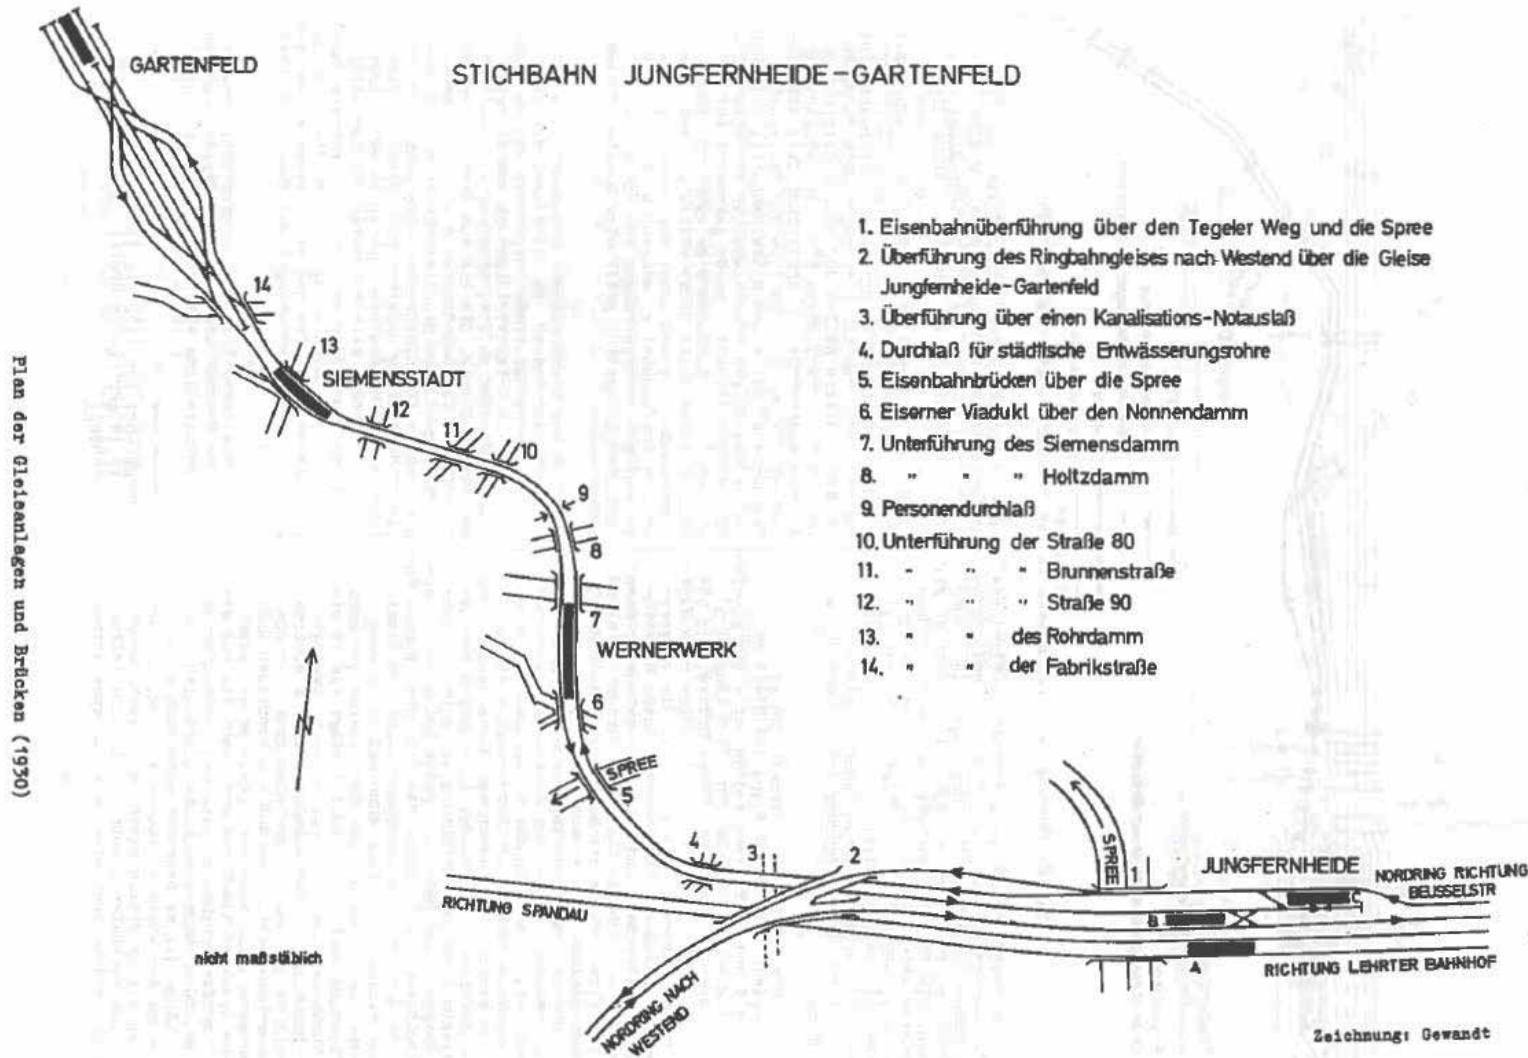 STICHBAHN JUNGFERNHEIDE-GARTENFELD
GARTENFELD
1. Eisenbahnüberführung über den Tegeler Weg und die Spree
2. Überführung des Ringbahngleises nach Westend über die Gleise
Jungfernheide-Gartenfeld
3. Überführung über einen Kanalisations-Notauslaß
4. Durchlaß für städtische Entwässerungsrohre
5. Eisenbahnbrücken über die Spree
6. Eiserner Viadukt über den Nonnendamm
7. Unterführung des Siemensdamm
8. " " " Holtzdamm
9. Personendurchlaß
10. Unterführung der Straße 80
11. " " " Brunnenstraße
12. " " " Straße 90
13. " " des Rohrdamm
14. " " der Fabrikstraße
14
13
SIEMENSSTADT
12
11
10
9
8
7
WERNERWERK
6
SPREE
5
4
3
2
1
SPREE
JUNGFERNHEIDE
NORDRING RICHTUNG
BEUSSELSTR
C
B
A
RICHTUNG LEHRTER BAHNHOF
RICHTUNG SPANDAU
NORDRING NACH
WESTEND
N
nicht maßstäblich
Plan der Gleisanlagen und Brücken (1930)
Zeichnung: Gewandt